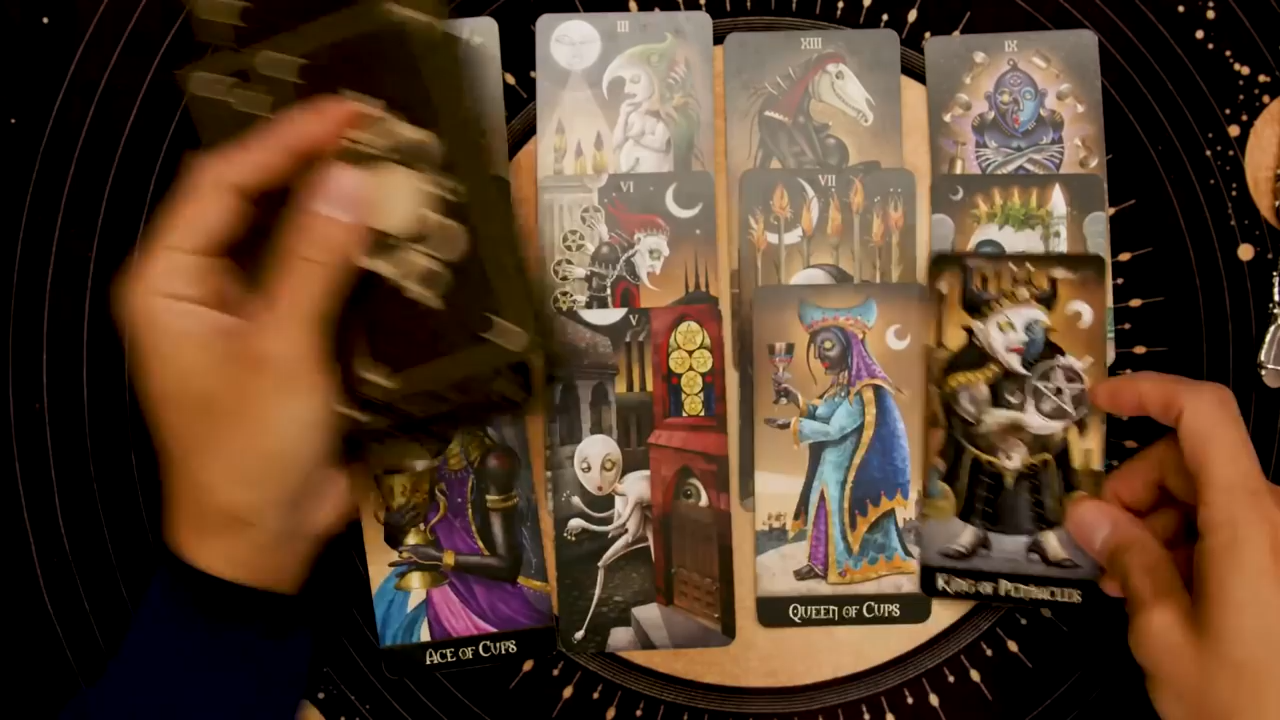 III
XIII
IX
VI
VII
V
QUEEN OF CUPS
KING OF PENTACLES
ACE OF CUPS